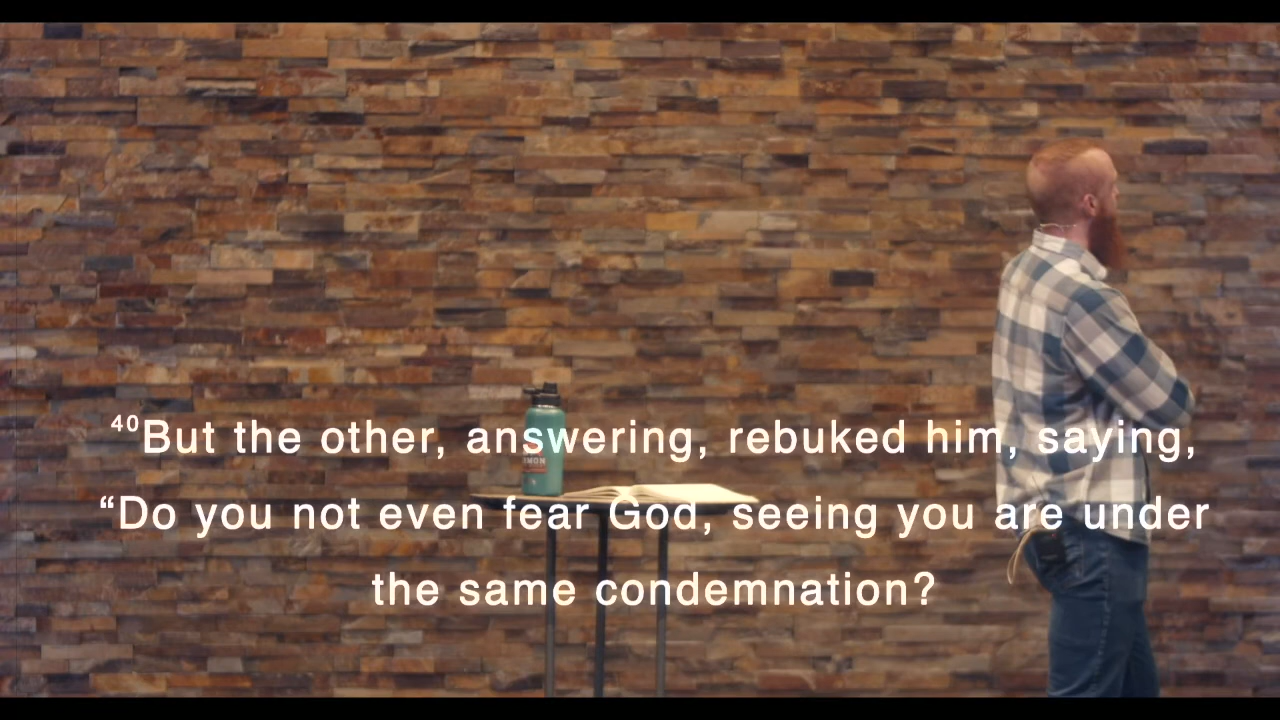 ⁴⁰But the other, answering, rebuked him, saying,
“Do you not even fear God, seeing you are under
the same condemnation?